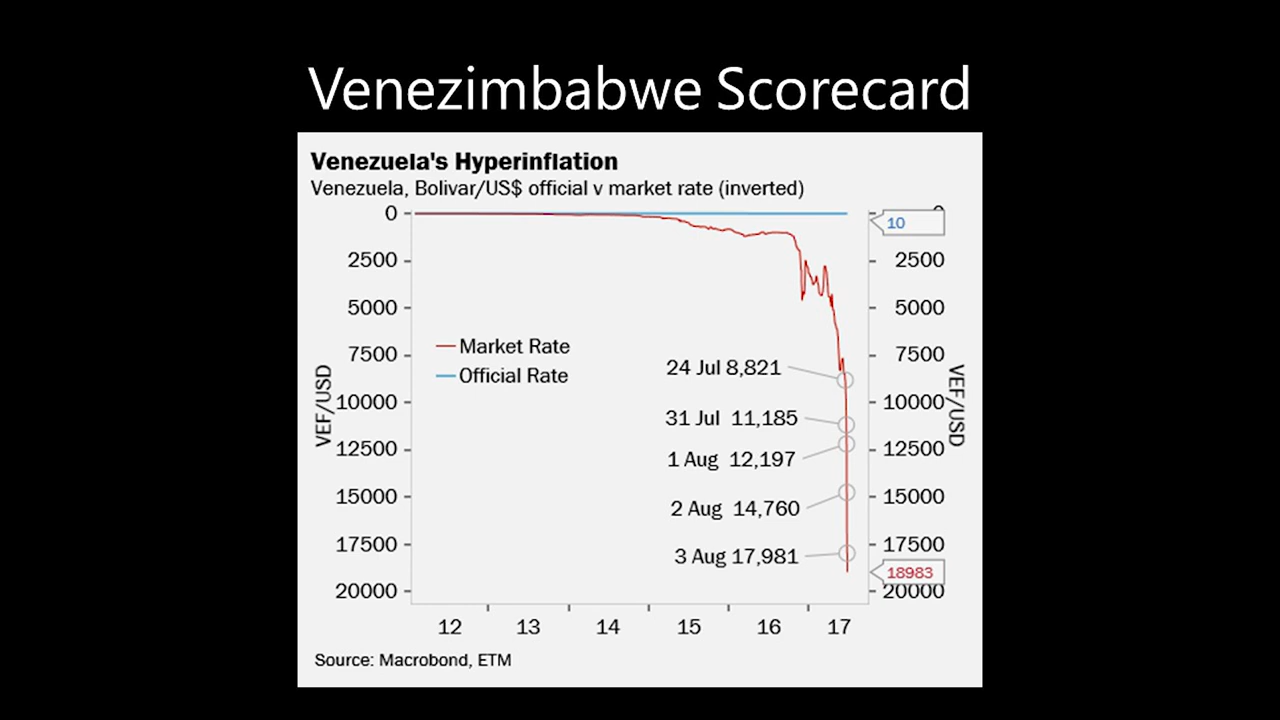 Venezimbabwe Scorecard
Venezuela's Hyperinflation
Venezuela, Bolivar/US$ official v market rate (inverted)
0
2500
5000
7500
10000
12500
15000
17500
20000
VEF/USD
Market Rate
Official Rate
24 Jul 8,821
31 Jul 11,185
1 Aug 12,197
2 Aug 14,760
3 Aug 17,981
0
10
2500
5000
7500
10000
12500
15000
17500
18983
20000
VEF/USD
12 13 14 15 16 17
Source: Macrobond, ETM